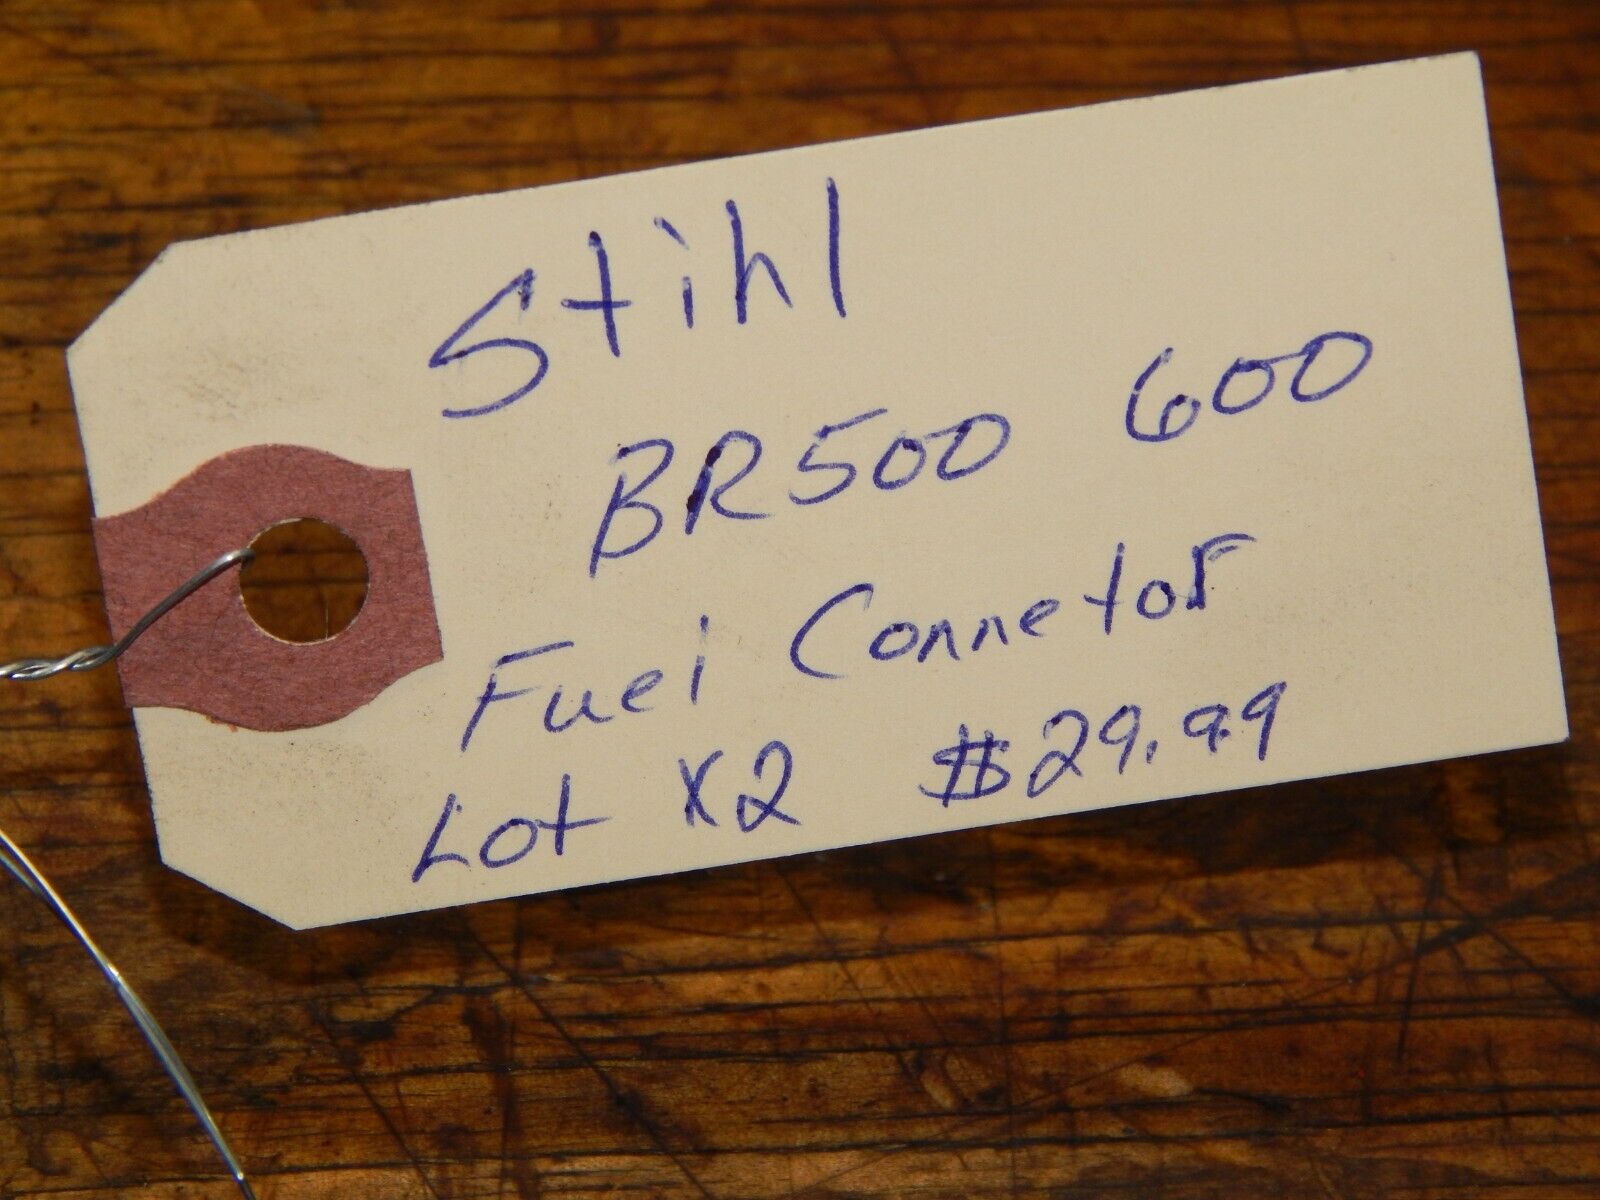 Stihl
BR500 600
Fuel Connetor
Lot x2 $29.99